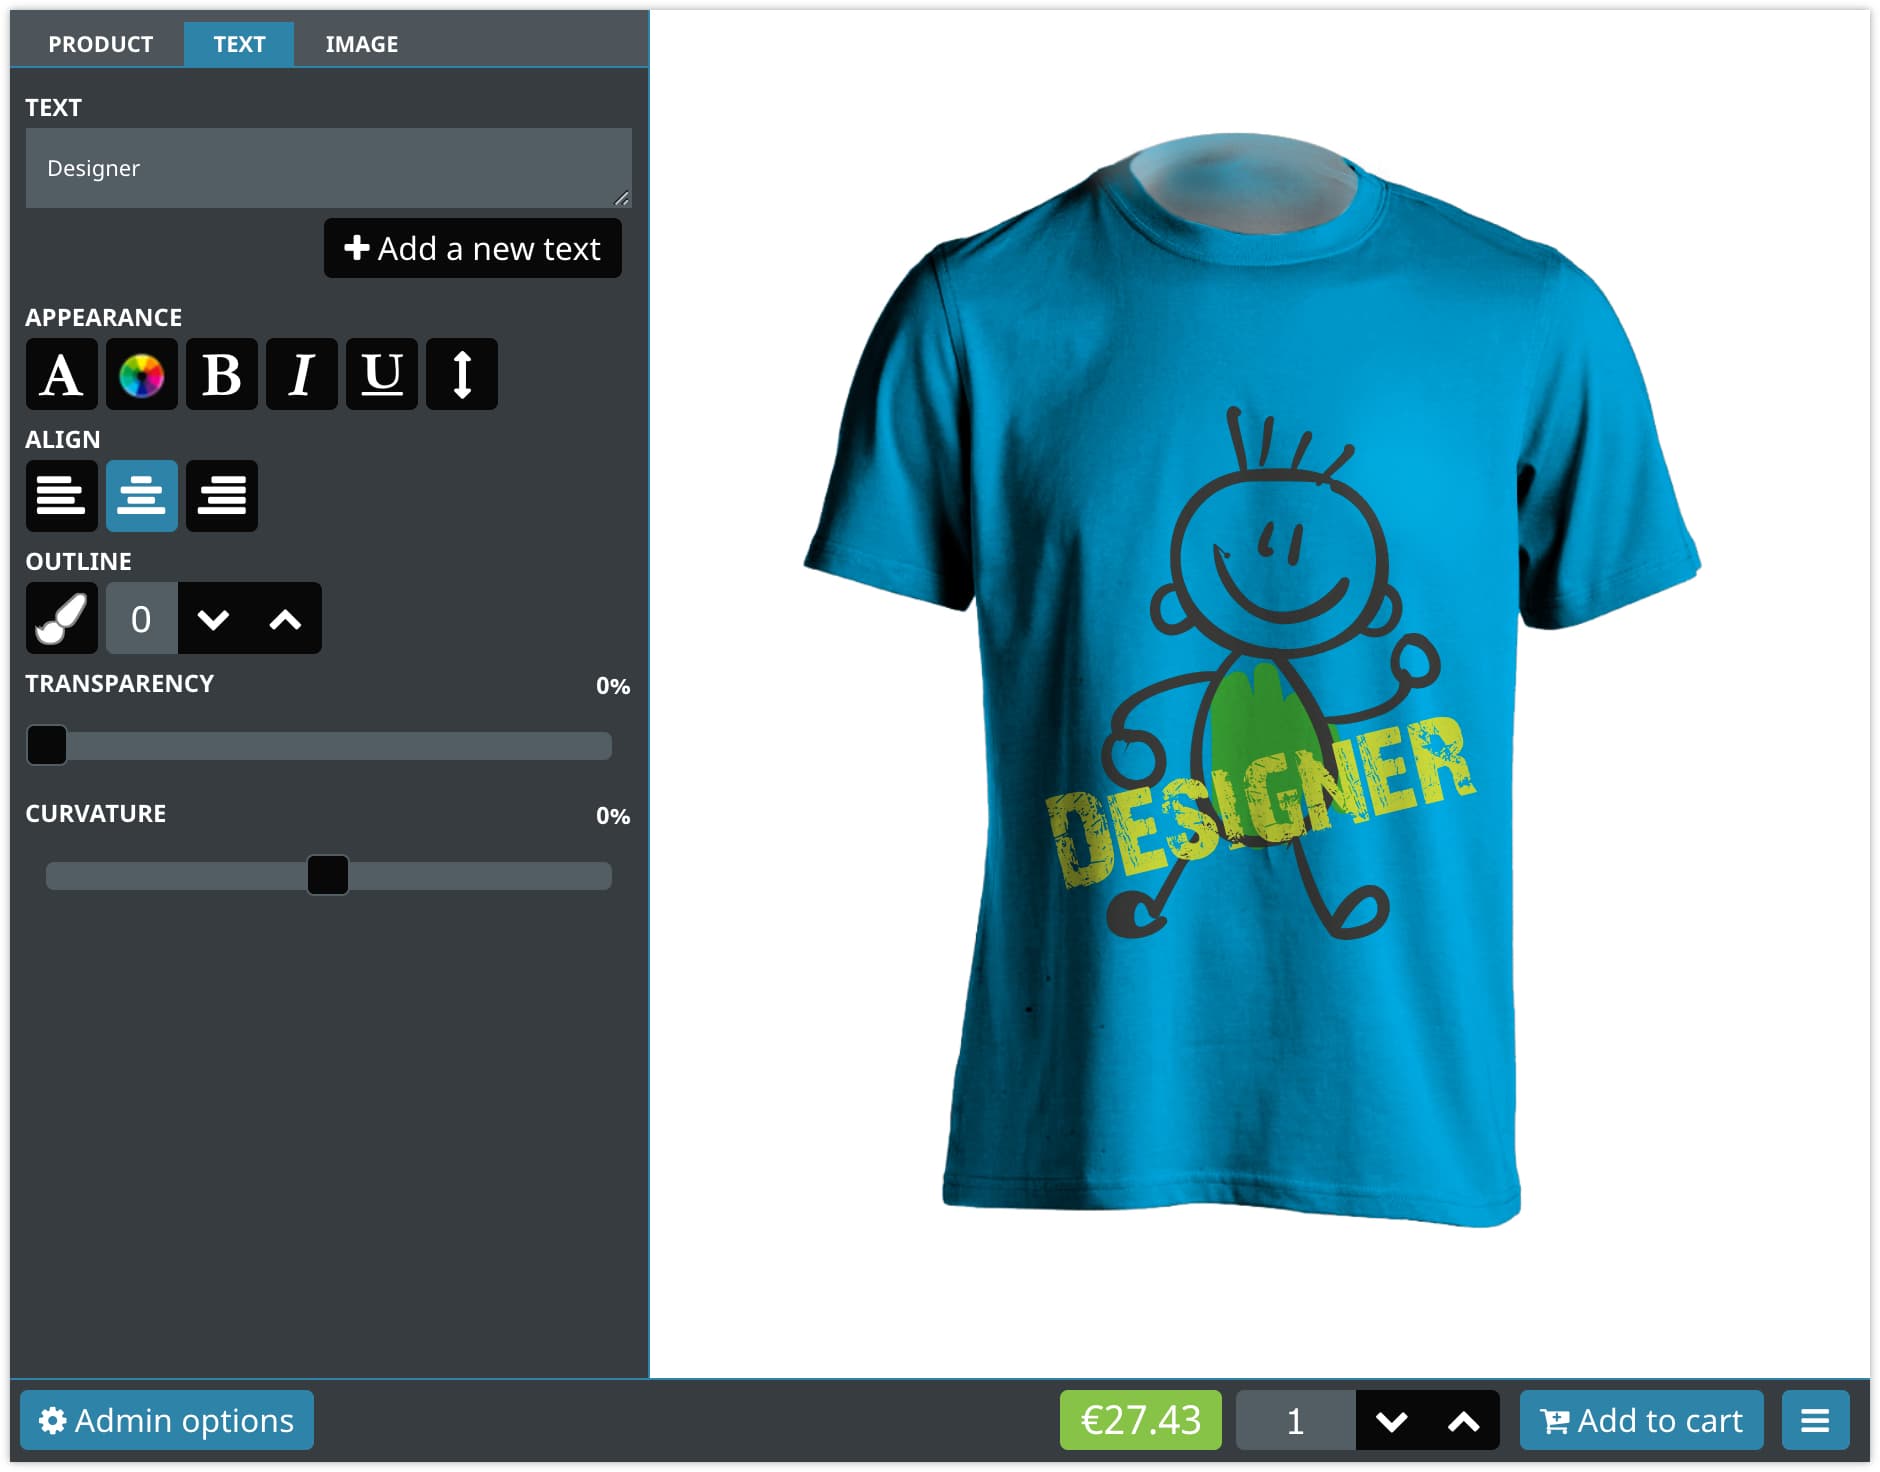 PRODUCT TEXT IMAGE
TEXT
Designer
Add a new text
APPEARANCE
A B I U
ALIGN
OUTLINE
0
TRANSPARENCY 0%
CURVATURE 0%
DESIGNER
Admin options €27.43 1 Add to cart